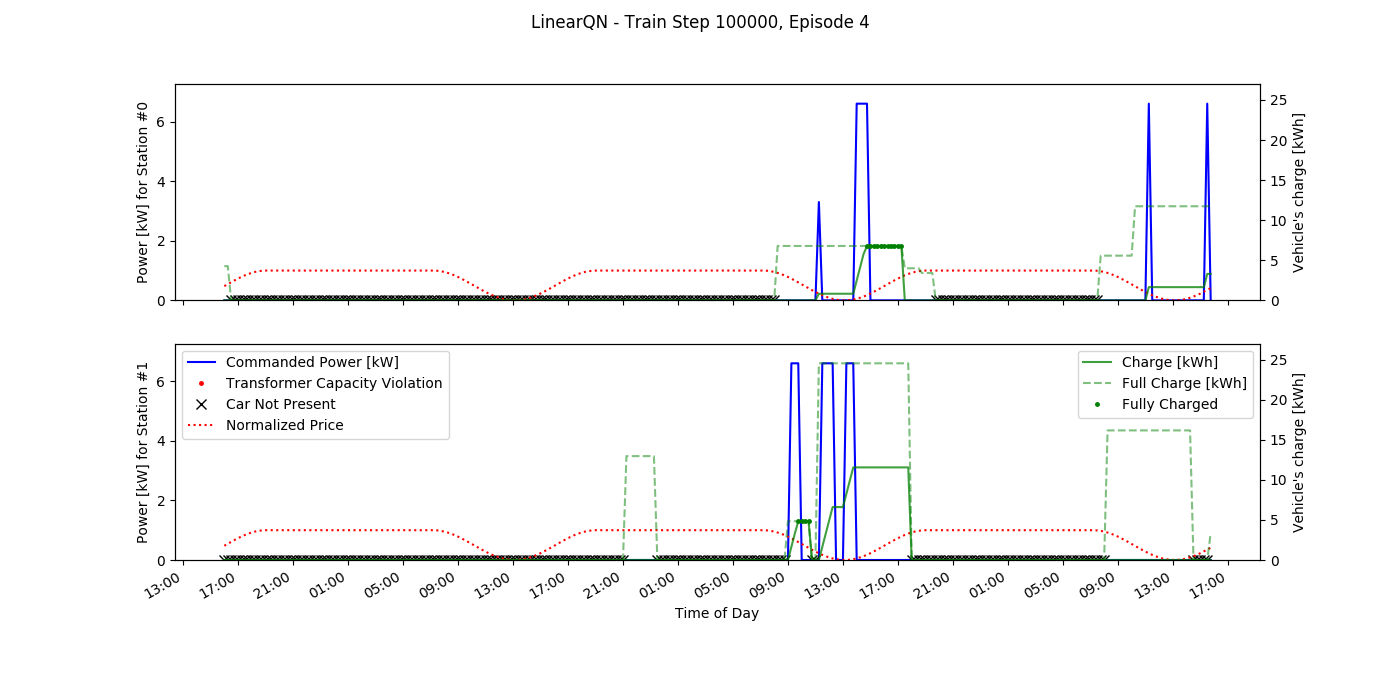 LinearQN - Train Step 100000, Episode 4
Power [kW] for Station #0
0
2
4
6
0
5
10
15
20
25
Vehicle's charge [kWh]
Power [kW] for Station #1
0
2
4
6
Commanded Power [kW]
Transformer Capacity Violation
Car Not Present
Normalized Price
Charge [kWh]
Full Charge [kWh]
Fully Charged
0
5
10
15
20
25
Vehicle's charge [kWh]
13:00 17:00 21:00 01:00 05:00 09:00 13:00 17:00 21:00 01:00 05:00 09:00 13:00 17:00 21:00 01:00 05:00 09:00 13:00 17:00
Time of Day